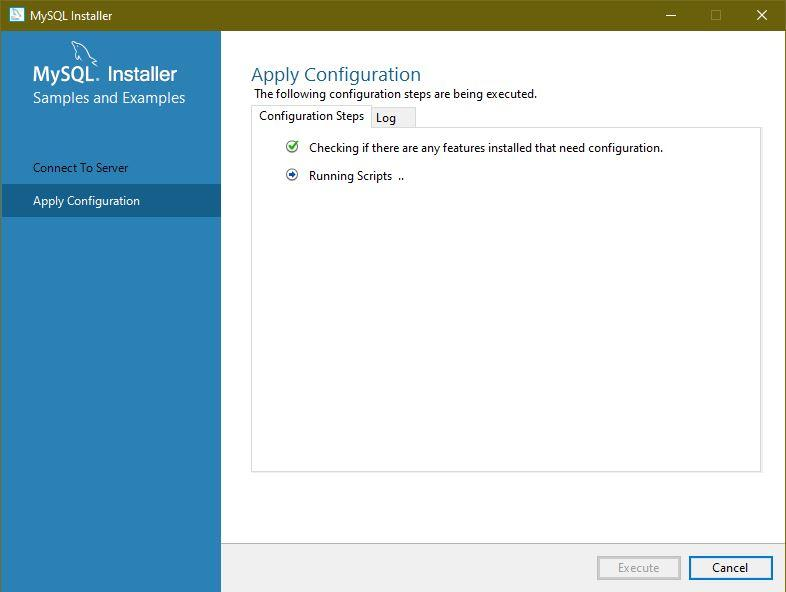 MySQL Installer
MySQL. Installer
Samples and Examples
Connect To Server
Apply Configuration
Apply Configuration
The following configuration steps are being executed.
Configuration Steps
Log
Checking if there are any features installed that need configuration.
Running Scripts ..
Execute
Cancel